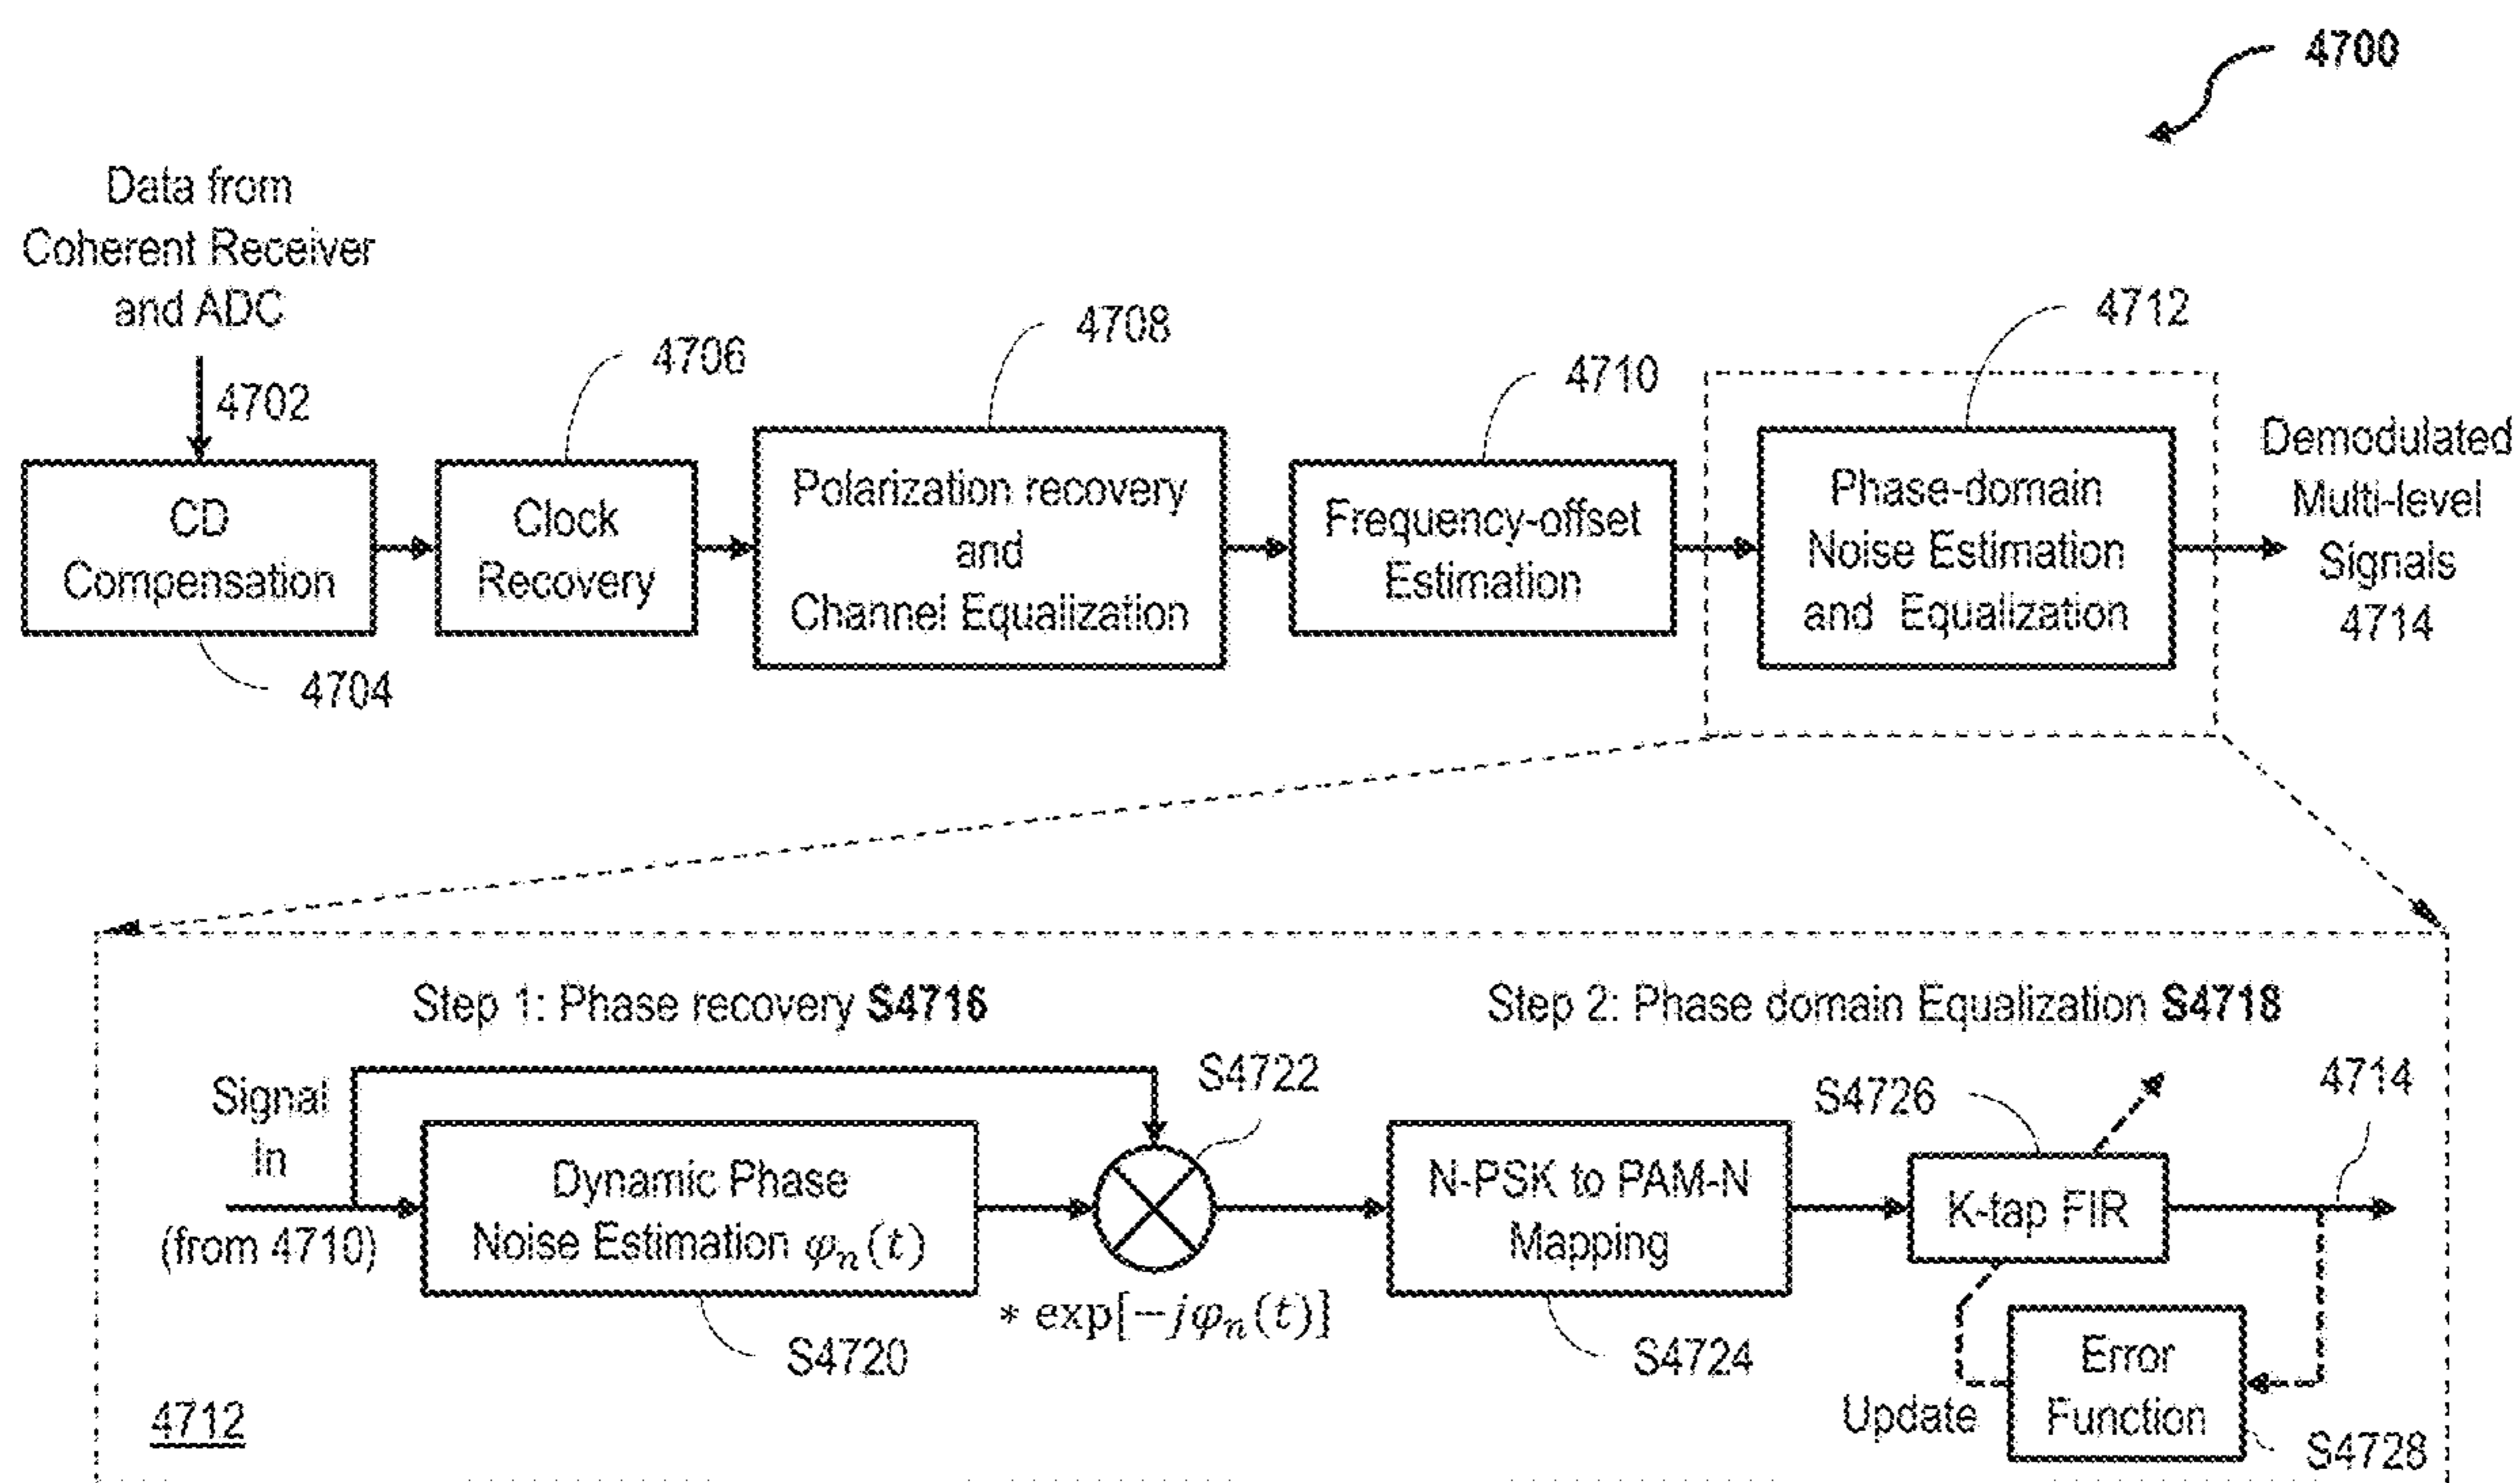 4700
Data from
Coherent Receiver
and ADC
4702
4706
4708
4710
4712
CD
Compensation
4704
Clock
Recovery
Polarization recovery
and
Channel Equalization
Frequency-offset
Estimation
Phase-domain
Noise Estimation
and Equalization
Demodulated
Multi-level
Signals
4714
Step 1: Phase recovery S4716
Step 2: Phase domain Equalization S4718
Signal
In
(from 4710)
Dynamic Phase
Noise Estimation φₙ(t)
S4720
S4722
* exp[−jφₙ(t)]
N-PSK to PAM-N
Mapping
S4724
S4726
K-tap FIR
4714
Update
Error
Function
S4728
4712